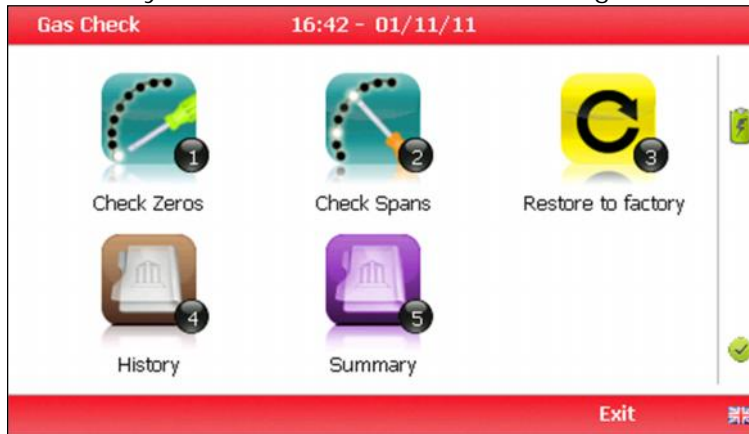 Gas Check 16:42 - 01/11/11
1 2 3
Check Zeros Check Spans Restore to factory
4 5
History Summary
Exit